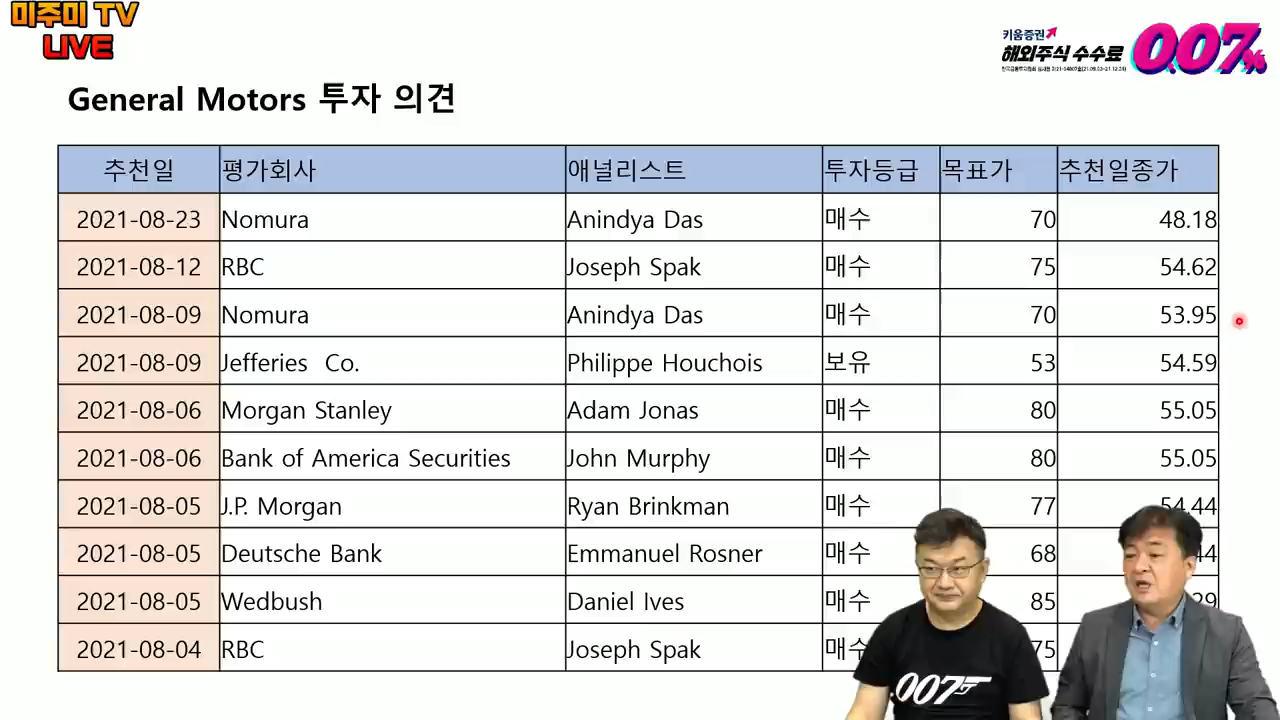 미주미 TV
LIVE
키움증권
해외주식 수수료 0.07%
General Motors 투자 의견
추천일 평가회사 애널리스트 투자등급 목표가 추천일종가
2021-08-23 Nomura Anindya Das 매수 70 48.18
2021-08-12 RBC Joseph Spak 매수 75 54.62
2021-08-09 Nomura Anindya Das 매수 70 53.95
2021-08-09 Jefferies Co. Philippe Houchois 보유 53 54.59
2021-08-06 Morgan Stanley Adam Jonas 매수 80 55.05
2021-08-06 Bank of America Securities John Murphy 매수 80 55.05
2021-08-05 J.P. Morgan Ryan Brinkman 매수 77 54.44
2021-08-05 Deutsche Bank Emmanuel Rosner 매수 68 44
2021-08-05 Wedbush Daniel Ives 매수 85 29
2021-08-04 RBC Joseph Spak 매수 75
007